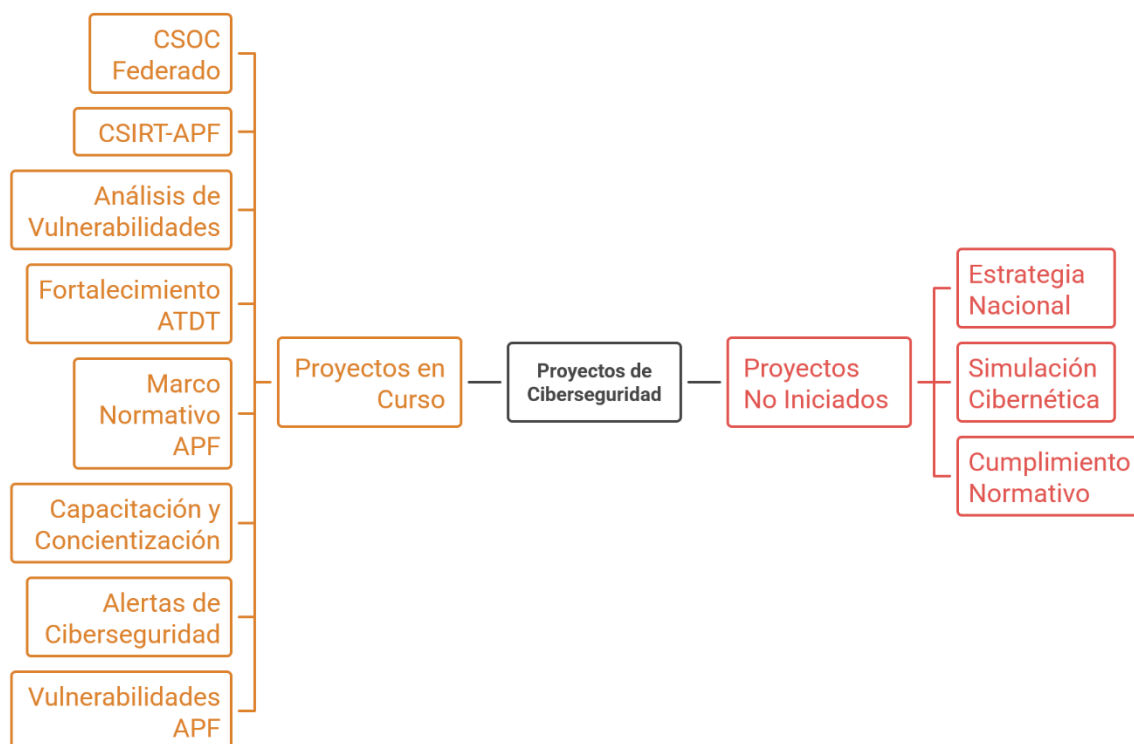 CSOC
Federado
CSIRT-APF
Análisis de
Vulnerabilidades
Fortalecimiento
ATDT
Marco
Normativo
APF
Capacitación y
Concientización
Alertas de
Ciberseguridad
Vulnerabilidades
APF
Proyectos en
Curso
Proyectos de
Ciberseguridad
Proyectos
No Iniciados
Estrategia
Nacional
Simulación
Cibernética
Cumplimiento
Normativo